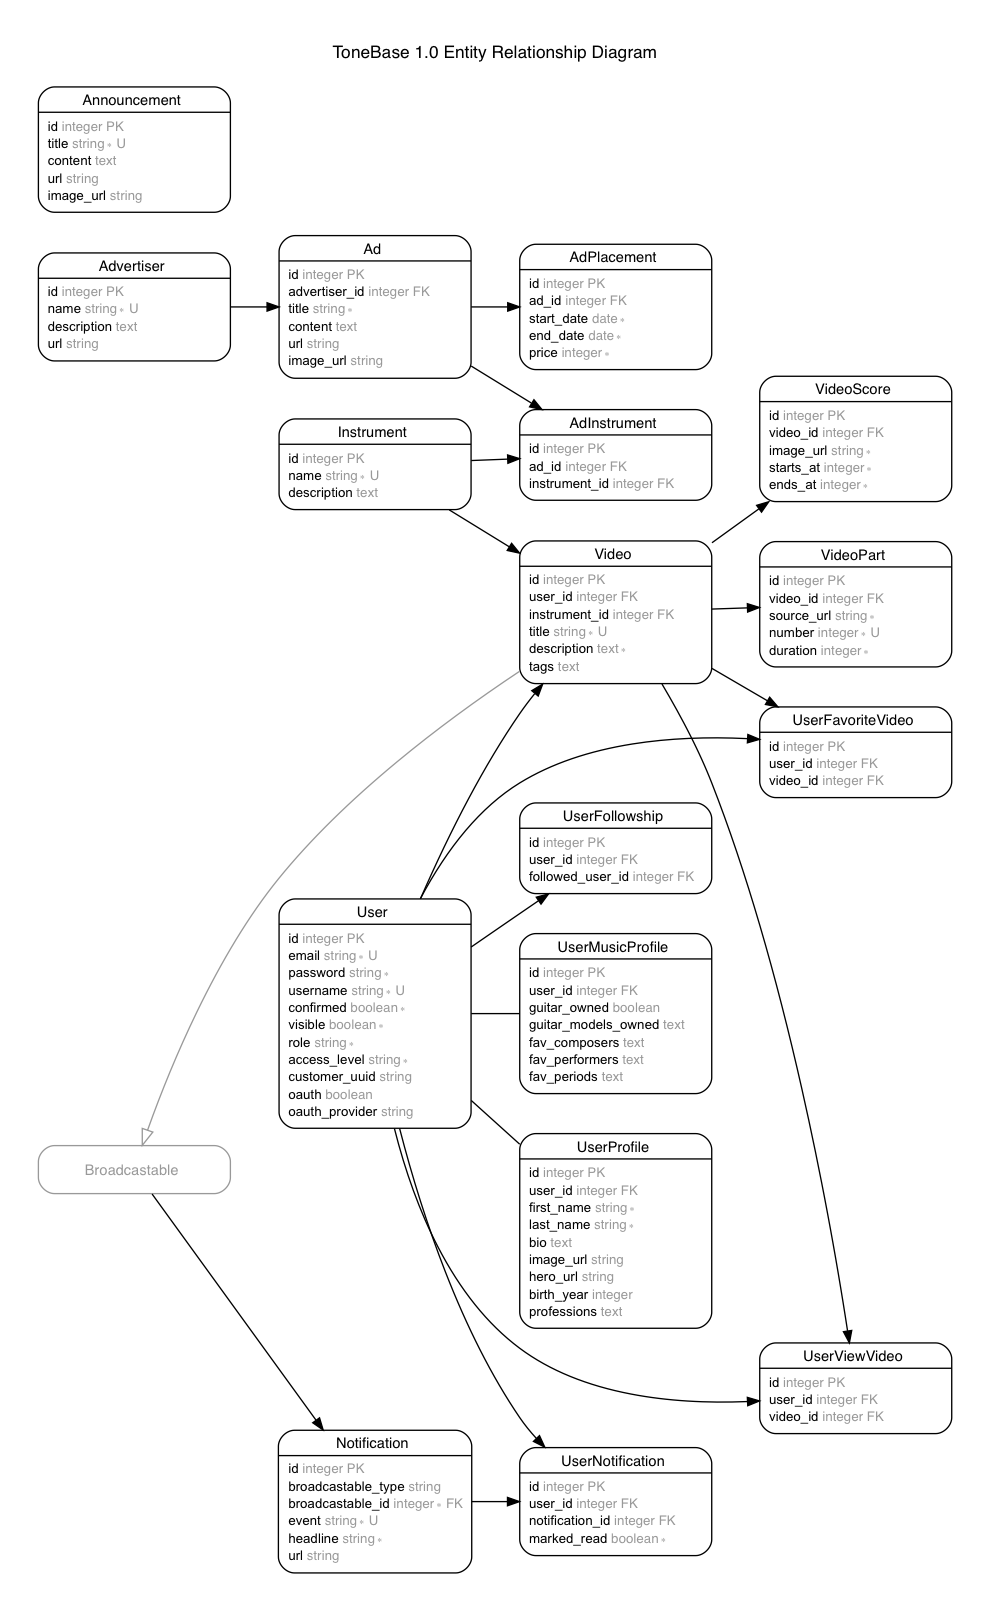 ToneBase 1.0 Entity Relationship Diagram
Announcement
id integer PK
title string ∗ U
content text
url string
image_url string
Advertiser
id integer PK
name string ∗ U
description text
url string
Ad
id integer PK
advertiser_id integer FK
title string ∗
content text
url string
image_url string
AdPlacement
id integer PK
ad_id integer FK
start_date date ∗
end_date date ∗
price integer ∗
Instrument
id integer PK
name string ∗ U
description text
AdInstrument
id integer PK
ad_id integer FK
instrument_id integer FK
VideoScore
id integer PK
video_id integer FK
image_url string ∗
starts_at integer ∗
ends_at integer ∗
Video
id integer PK
user_id integer FK
instrument_id integer FK
title string ∗ U
description text ∗
tags text
VideoPart
id integer PK
video_id integer FK
source_url string ∗
number integer ∗ U
duration integer ∗
UserFavoriteVideo
id integer PK
user_id integer FK
video_id integer FK
UserFollowship
id integer PK
user_id integer FK
followed_user_id integer FK
User
id integer PK
email string ∗ U
password string ∗
username string ∗ U
confirmed boolean ∗
visible boolean ∗
role string ∗
access_level string ∗
customer_uuid string
oauth boolean
oauth_provider string
UserMusicProfile
id integer PK
user_id integer FK
guitar_owned boolean
guitar_models_owned text
fav_composers text
fav_performers text
fav_periods text
UserProfile
id integer PK
user_id integer FK
first_name string ∗
last_name string ∗
bio text
image_url string
hero_url string
birth_year integer
professions text
Broadcastable
UserViewVideo
id integer PK
user_id integer FK
video_id integer FK
Notification
id integer PK
broadcastable_type string
broadcastable_id integer ∗ FK
event string ∗ U
headline string ∗
url string
UserNotification
id integer PK
user_id integer FK
notification_id integer FK
marked_read boolean ∗